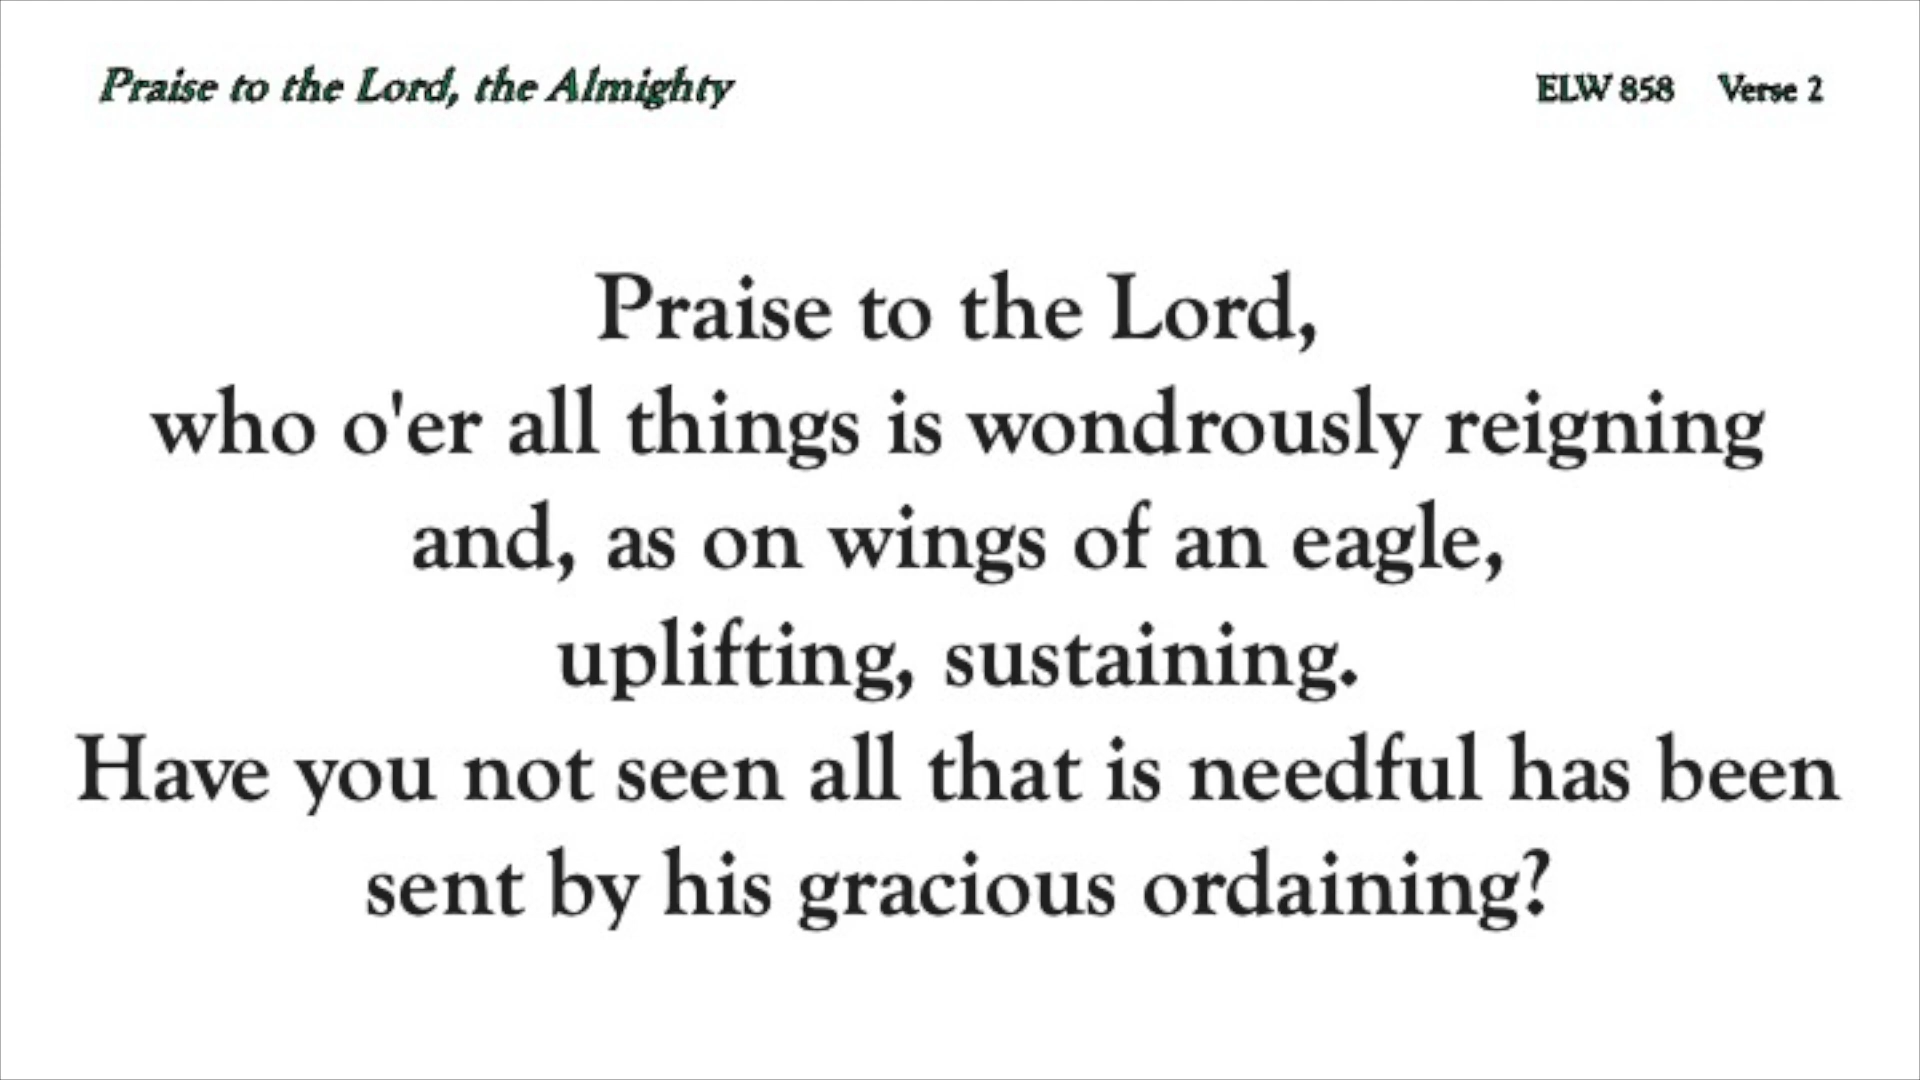 Praise to the Lord, the Almighty
ELW 858 Verse 2
Praise to the Lord,
who o'er all things is wondrously reigning
and, as on wings of an eagle,
uplifting, sustaining.
Have you not seen all that is needful has been
sent by his gracious ordaining?